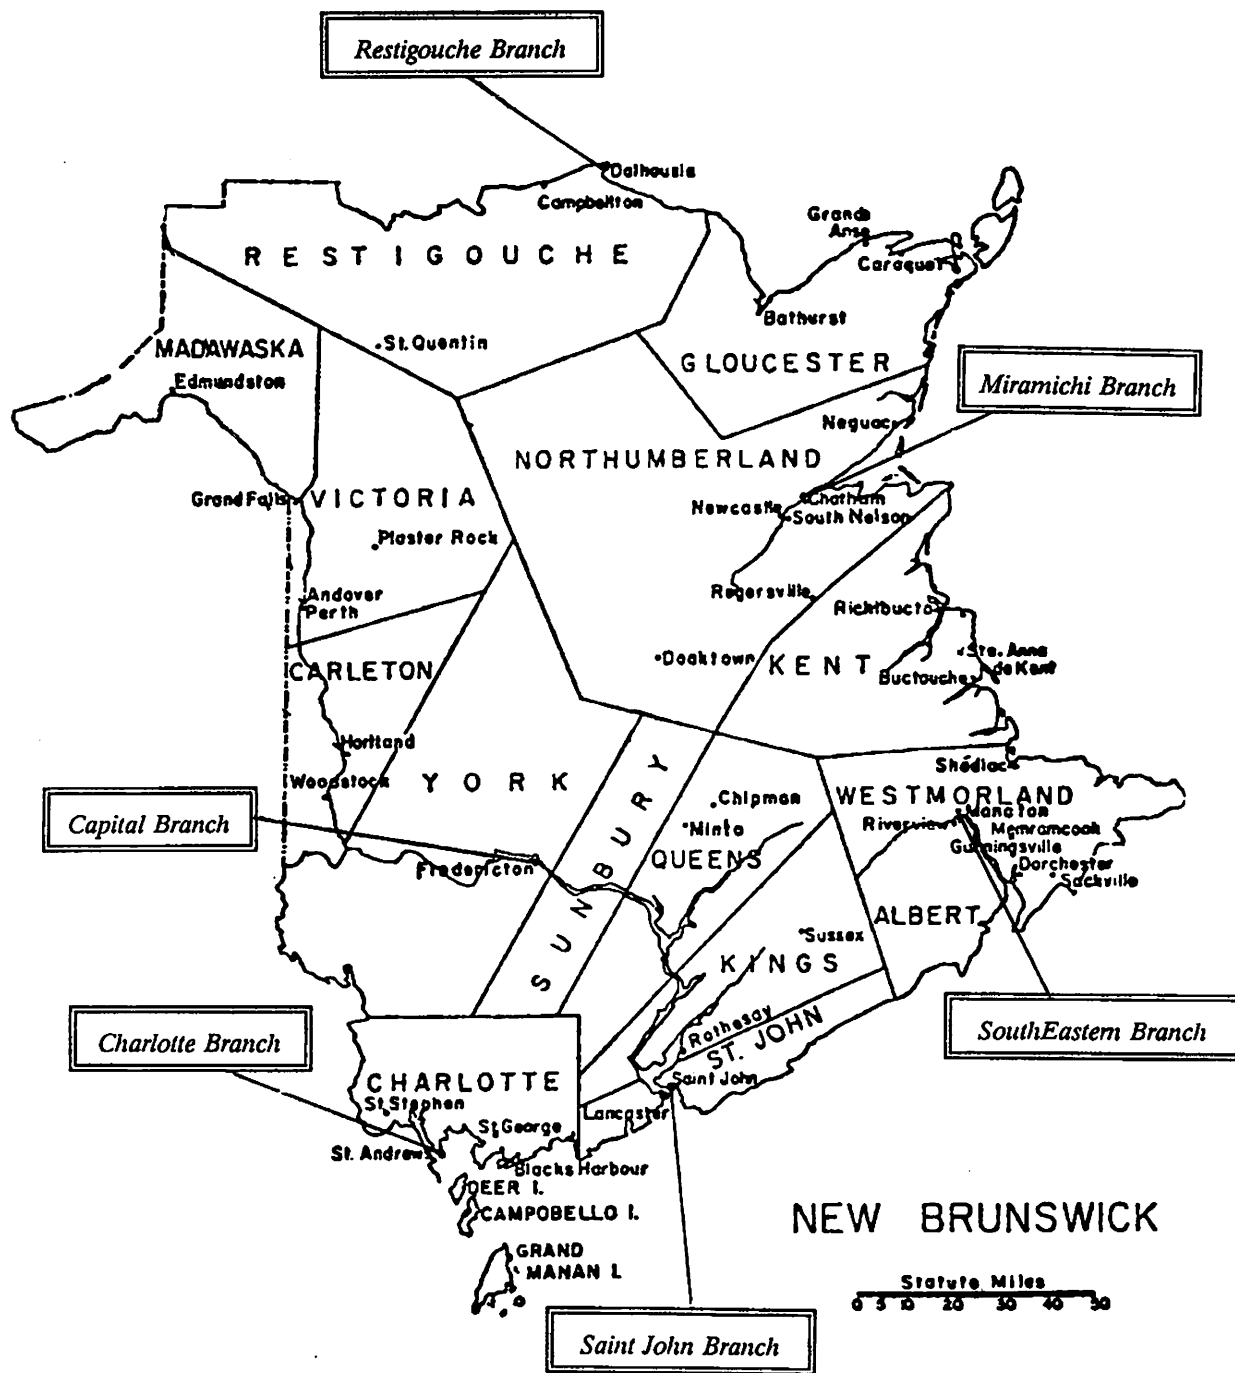 Restigouche Branch
Dalhousie
Campbellton
Grande
Anse
Caraquet
RESTIGOUCHE
Bathurst
St. Quentin
MADAWASKA
Edmundston
GLOUCESTER
Miramichi Branch
Neguac
NORTHUMBERLAND
Grand Falls
VICTORIA
Chatham
Newcastle
South Nelson
Plaster Rock
Rogersville
Andover
Perth
Richibucto
Doaktown
KENT
Ste. Anna
de Kent
Buctouche
CARLETON
Hartland
Woodstock
YORK
SUNBURY
Shediac
WESTMORLAND
Chipman
Minto
QUEENS
Moncton
Riverview
Memramcook
Gunningsville
Dorchester
Sackville
Capital Branch
Fredericton
ALBERT
Sussex
KINGS
SouthEastern Branch
Rothesay
ST. JOHN
Saint John
Lancaster
Charlotte Branch
CHARLOTTE
St. Stephen
St. George
St. Andrews
Blacks Harbour
DEER I.
CAMPOBELLO I.
GRAND
MANAN I.
NEW BRUNSWICK
Statute Miles
0 5 10 20 30 40 50
Saint John Branch